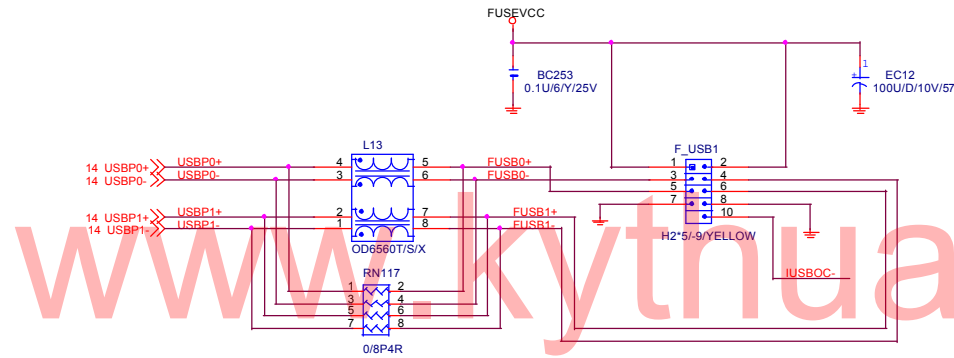 FUSEVCC
BC253
0.1U/6/Y/25V
1
+
EC12
100U/D/10V/57
L13
F_USB1
14 USBP0+ USBP0+ 4 5 FUSB0+ 1 2
14 USBP0- USBP0- 3 6 FUSB0- 3 4
5 6
14 USBP1+ USBP1+ 2 7 FUSB1+ 7 8
14 USBP1- USBP1- 1 8 FUSB1- 10
OD6560T/S/X
H2*5/-9/YELLOW
RN117
IUSBOC-
1 2
3 4
5 6
7 8
0/8P4R
www.kythua